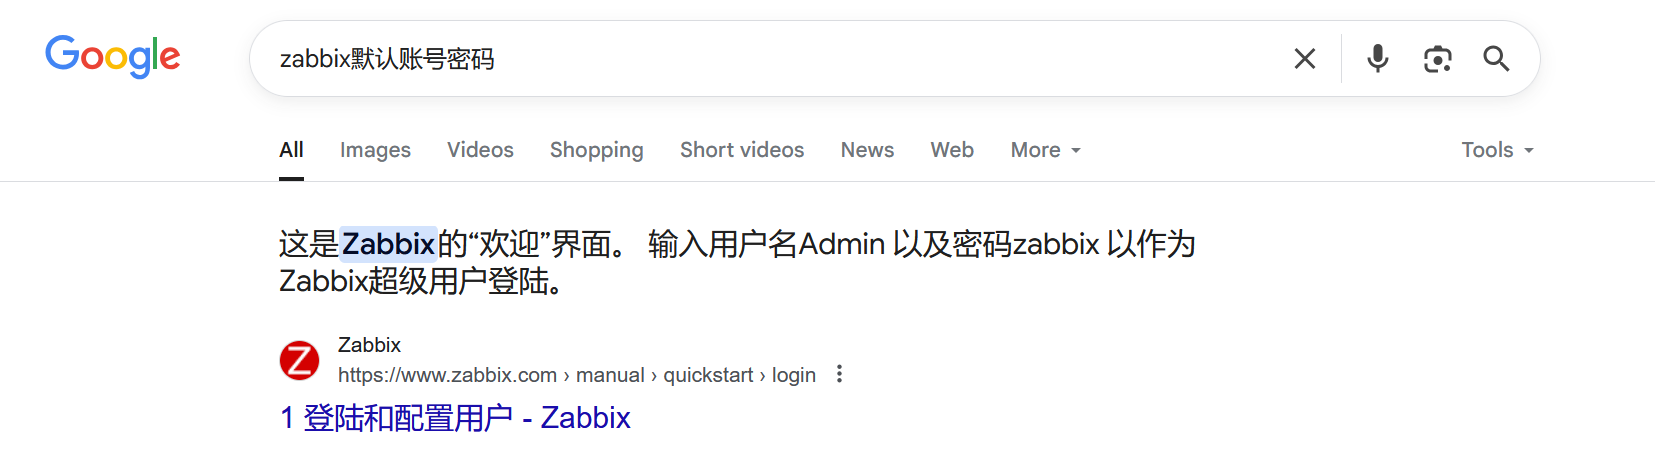 Google
zabbix默认账号密码
All Images Videos Shopping Short videos News Web More Tools
这是Zabbix的“欢迎”界面。 输入用户名Admin 以及密码zabbix 以作为
Zabbix超级用户登陆。
Z
Zabbix
https://www.zabbix.com › manual › quickstart › login
1 登陆和配置用户 - Zabbix